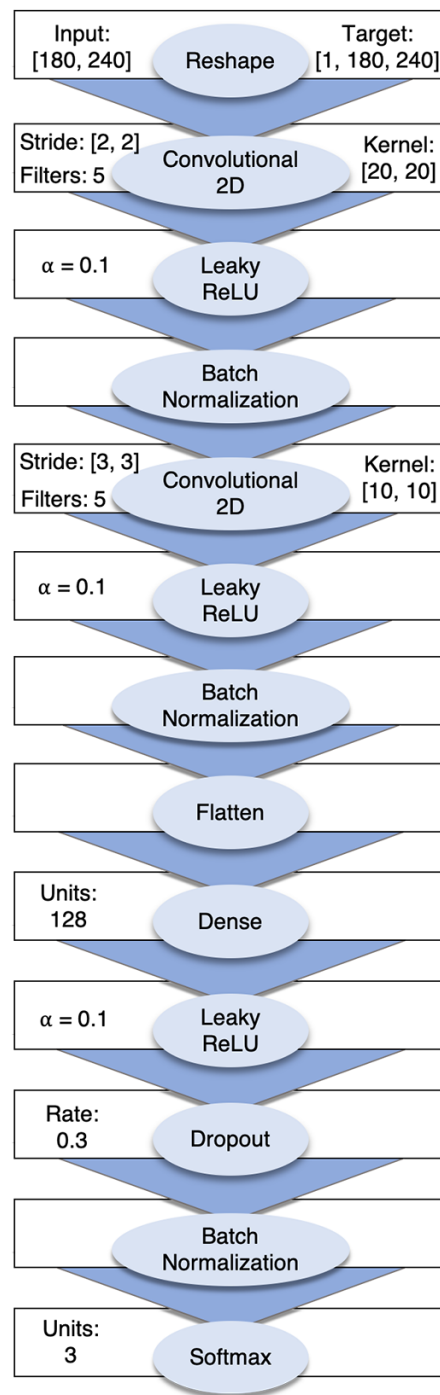 Input:
[180, 240]
Reshape
Target:
[1, 180, 240]
Stride: [2, 2]
Filters: 5
Convolutional
2D
Kernel:
[20, 20]
α = 0.1
Leaky
ReLU
Batch
Normalization
Stride: [3, 3]
Filters: 5
Convolutional
2D
Kernel:
[10, 10]
α = 0.1
Leaky
ReLU
Batch
Normalization
Flatten
Units:
128
Dense
α = 0.1
Leaky
ReLU
Rate:
0.3
Dropout
Batch
Normalization
Units:
3
Softmax